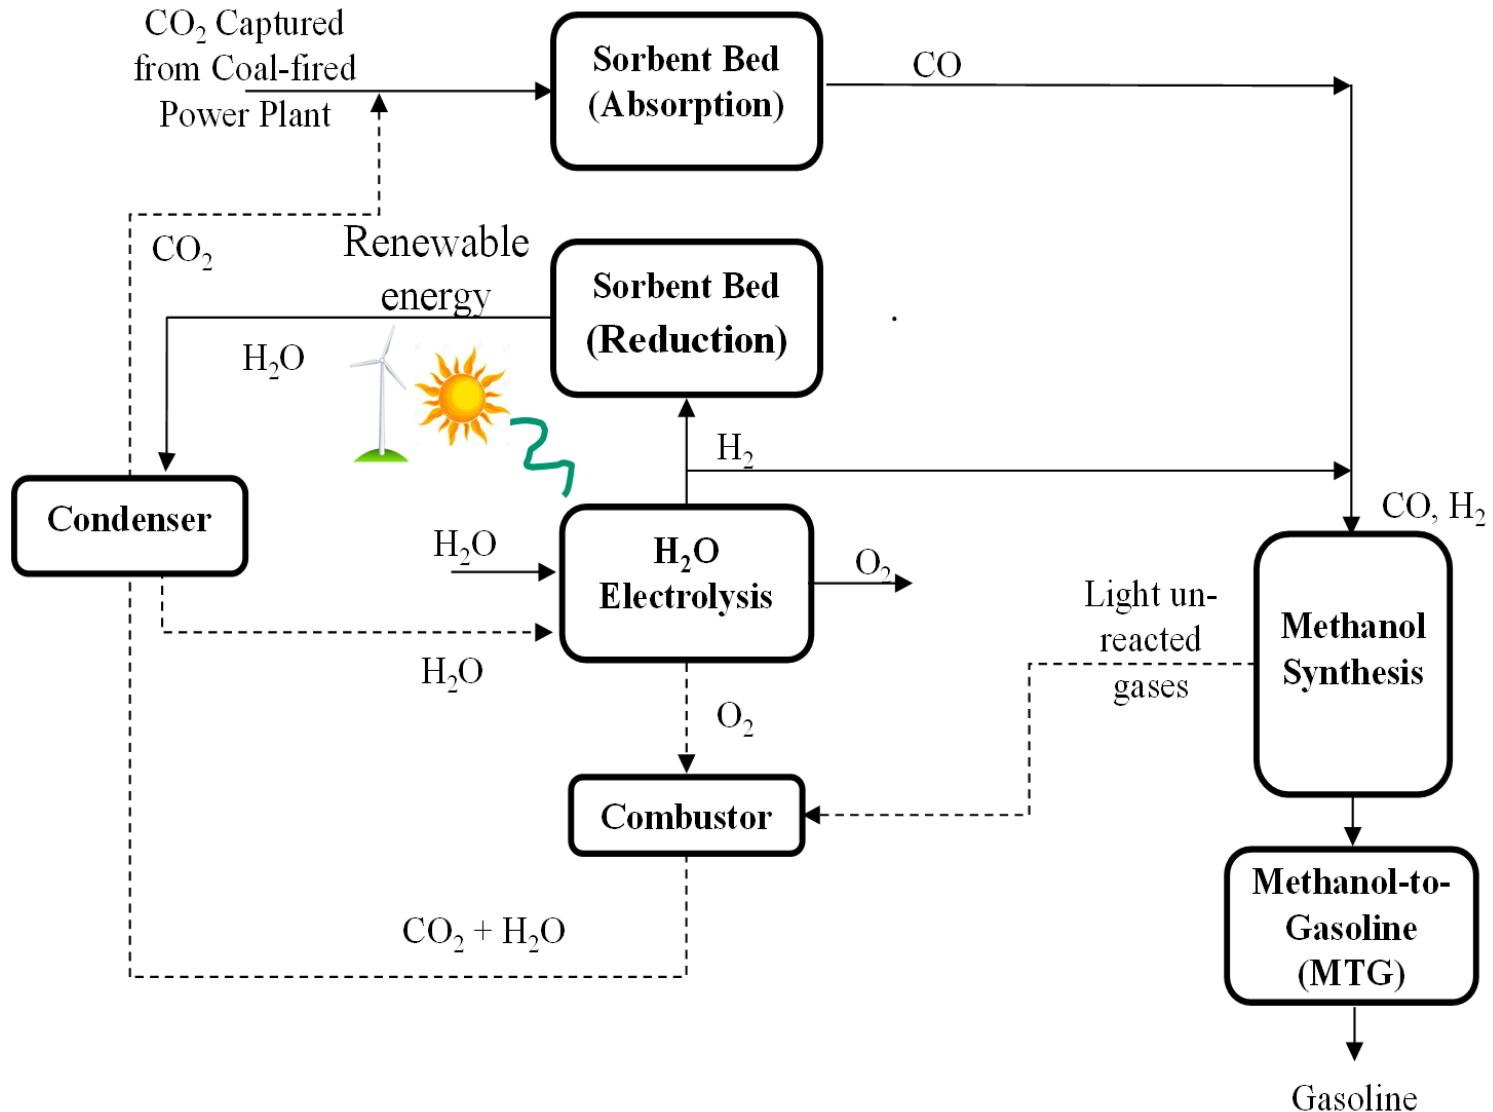 CO₂ Captured
from Coal-fired
Power Plant
Sorbent Bed
(Absorption)
CO
CO₂
Renewable
energy
Sorbent Bed
(Reduction)
.
H₂O
H₂
Condenser
H₂O
H₂O
Electrolysis
O₂
CO, H₂
H₂O
Light un-
reacted
gases
Methanol
Synthesis
O₂
Combustor
Methanol-to-
Gasoline
(MTG)
CO₂ + H₂O
Gasoline